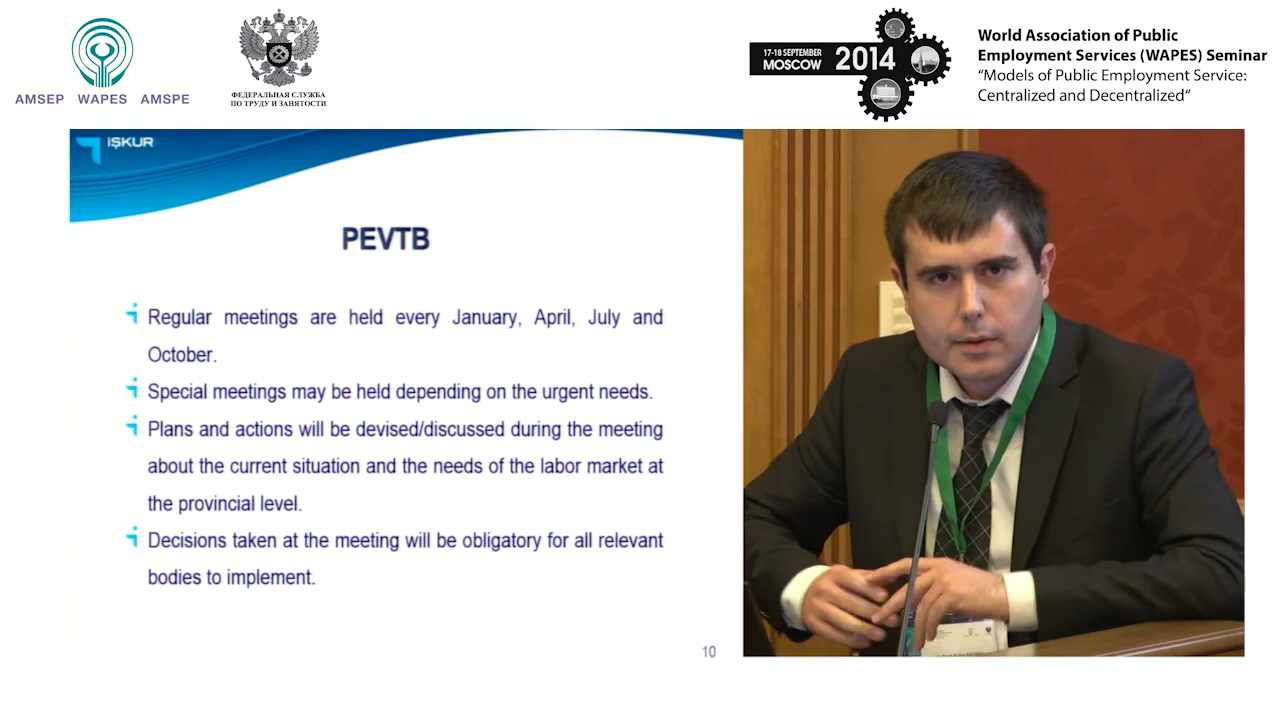 AMSEP WAPES AMSPE
ФЕДЕРАЛЬНАЯ СЛУЖБА
ПО ТРУДУ И ЗАНЯТОСТИ
17-18 SEPTEMBER
MOSCOW
2014
World Association of Public
Employment Services (WAPES) Seminar
“Models of Public Employment Service:
Centralized and Decentralized“
İŞKUR
PEVTB
Regular meetings are held every January, April, July and
October.
Special meetings may be held depending on the urgent needs.
Plans and actions will be devised/discussed during the meeting
about the current situation and the needs of the labor market at
the provincial level.
Decisions taken at the meeting will be obligatory for all relevant
bodies to implement.
10